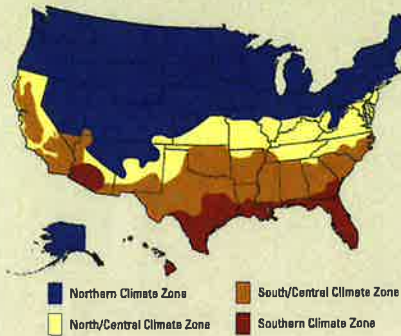 Northern Climate Zone
South/Central Climate Zone
North/Central Climate Zone
Southern Climate Zone